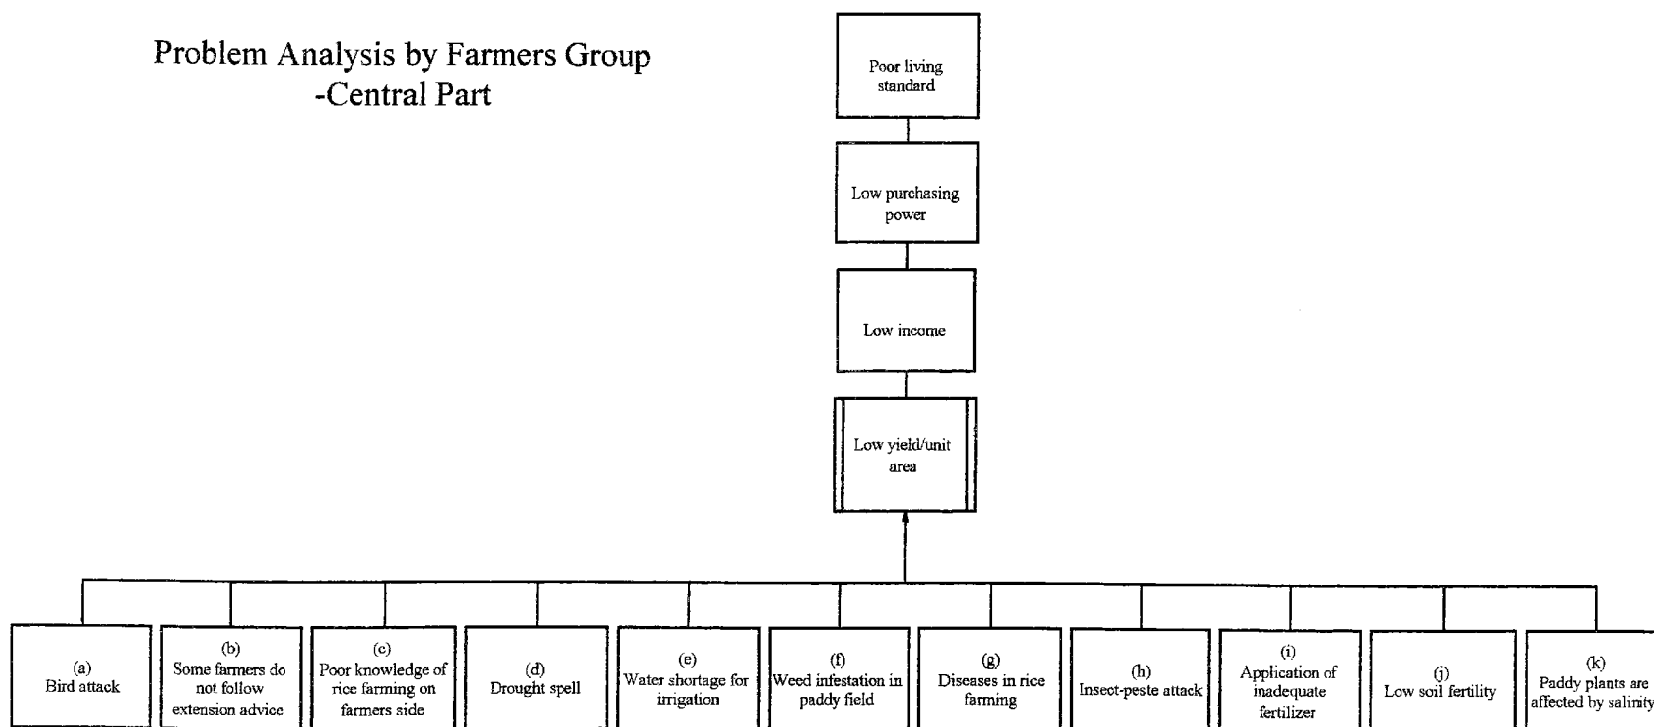 Problem Analysis by Farmers Group
-Central Part
Poor living
standard
Low purchasing
power
Low income
Low yield/unit
area
(a)
Bird attack
(b)
Some farmers do
not follow
extension advice
(c)
Poor knowledge of
rice farming on
farmers side
(d)
Drought spell
(e)
Water shortage for
irrigation
(f)
Weed infestation in
paddy field
(g)
Diseases in rice
farming
(h)
Insect-peste attack
(i)
Application of
inadequate
fertilizer
(j)
Low soil fertility
(k)
Paddy plants are
affected by salinity